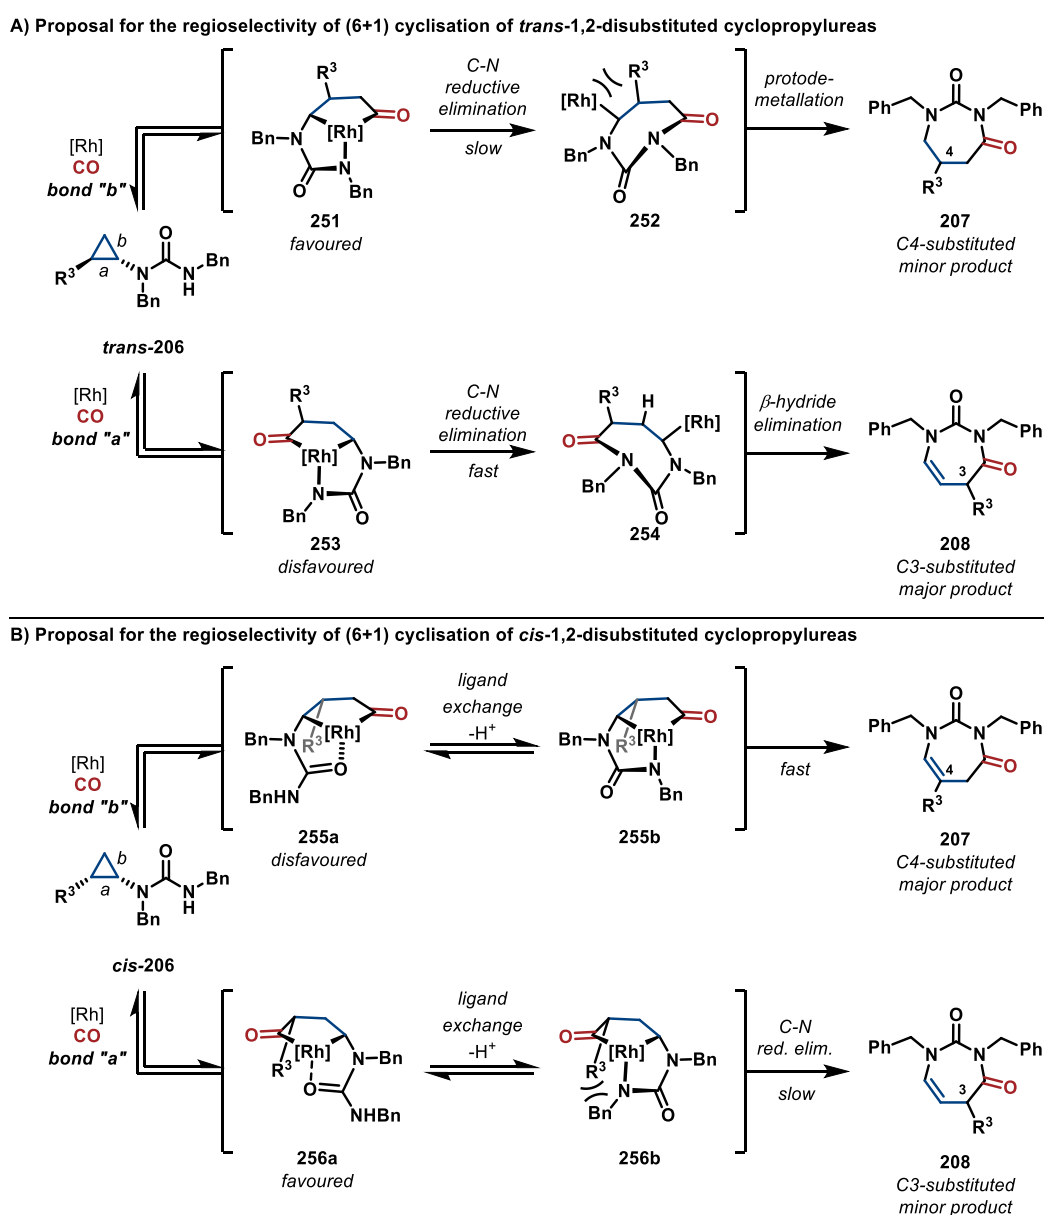 A) Proposal for the regioselectivity of (6+1) cyclisation of trans-1,2-disubstituted cyclopropylureas
[Rh]
CO
bond "b"
R³
[Rh]
O
BnN
N
O
Bn
251
favoured
C-N
reductive
elimination
slow
R³
[Rh]
N
N
O
Bn
Bn
O
252
protode-
metallation
O
Ph
N
N
Ph
4
O
R³
207
C4-substituted
minor product
b
a
R³
O
N
N
H
Bn
Bn
trans-206
[Rh]
CO
bond "a"
R³
O
[Rh]
N
Bn
N
Bn
O
253
disfavoured
C-N
reductive
elimination
fast
R³
H
[Rh]
O
N
N
Bn
Bn
O
254
β-hydride
elimination
O
Ph
N
N
Ph
3
O
R³
208
C3-substituted
major product
B) Proposal for the regioselectivity of (6+1) cyclisation of cis-1,2-disubstituted cyclopropylureas
[Rh]
CO
bond "b"
O
[Rh]
Bn
N
R³
O
BnHN
255a
disfavoured
ligand
exchange
-H⁺
O
[Rh]
Bn
N
R³
N
O
Bn
255b
fast
O
Ph
N
N
Ph
4
O
R³
207
C4-substituted
major product
b
a
R³
O
N
N
H
Bn
Bn
cis-206
[Rh]
CO
bond "a"
O
[Rh]
R³
N
Bn
O
NHBn
256a
favoured
ligand
exchange
-H⁺
O
[Rh]
R³
N
Bn
N
Bn
O
256b
C-N
red. elim.
slow
O
Ph
N
N
Ph
3
O
R³
208
C3-substituted
minor product